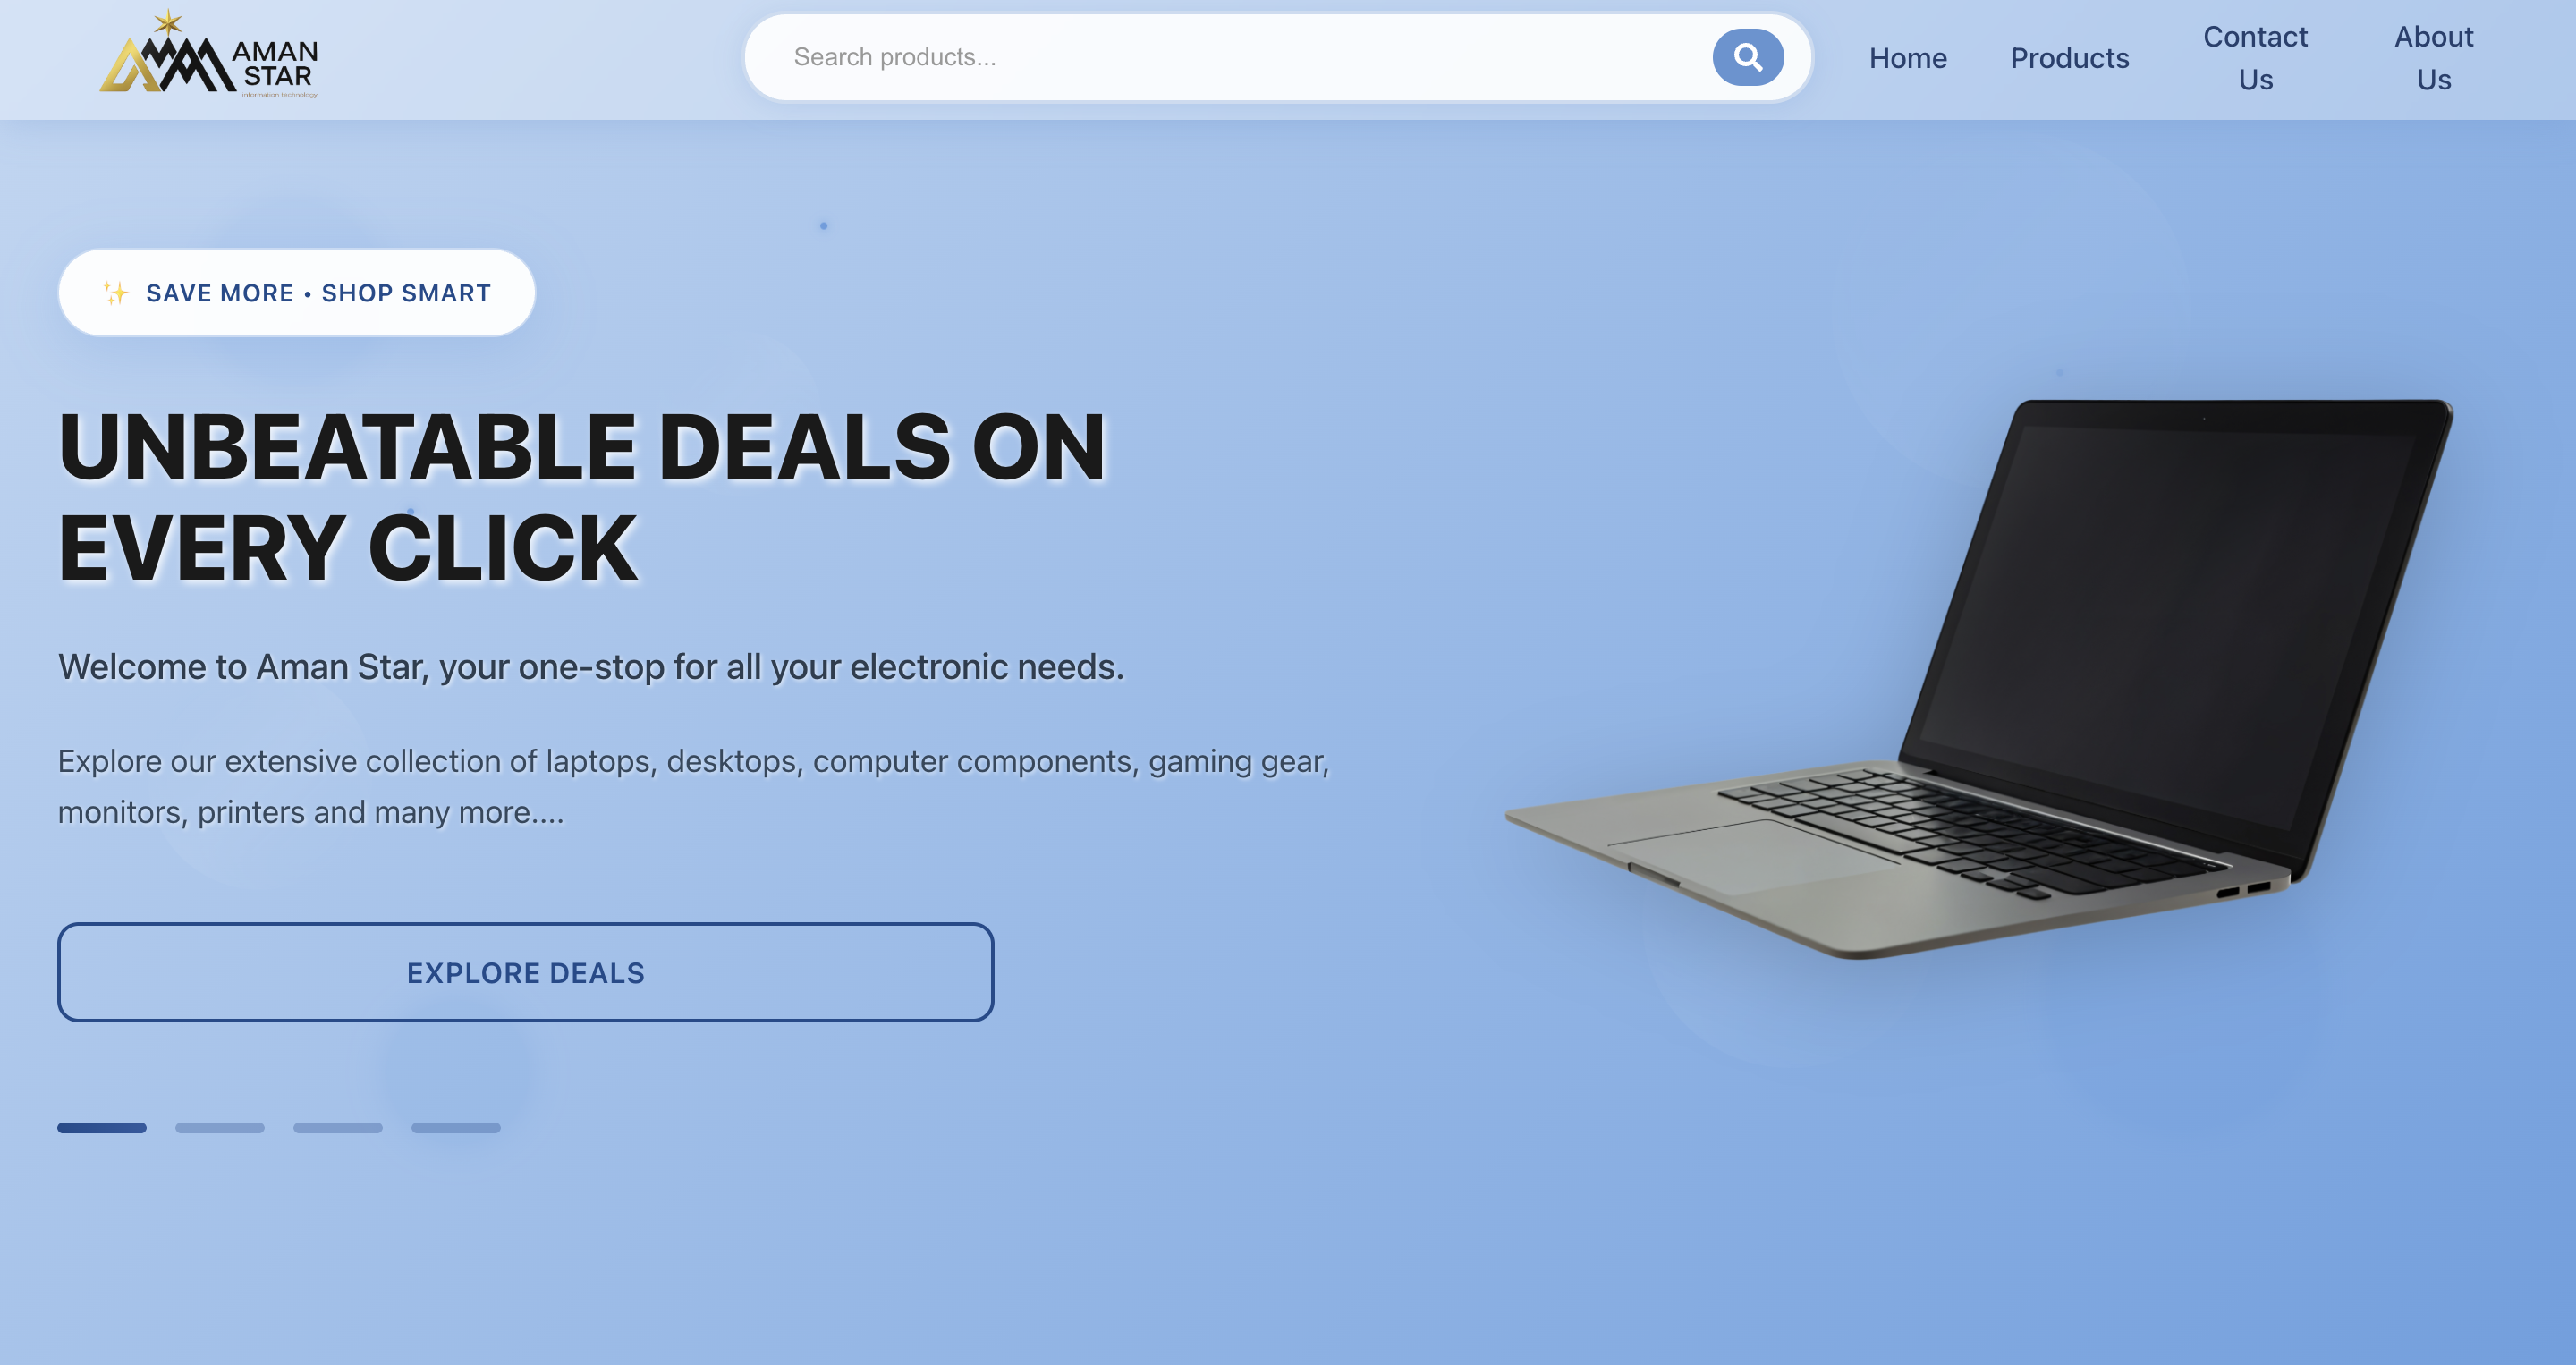 AMAN
STAR
information technology
Search products...
Home
Products
Contact
Us
About
Us
✨ SAVE MORE • SHOP SMART
UNBEATABLE DEALS ON
EVERY CLICK
Welcome to Aman Star, your one-stop for all your electronic needs.
Explore our extensive collection of laptops, desktops, computer components, gaming gear,
monitors, printers and many more....
EXPLORE DEALS